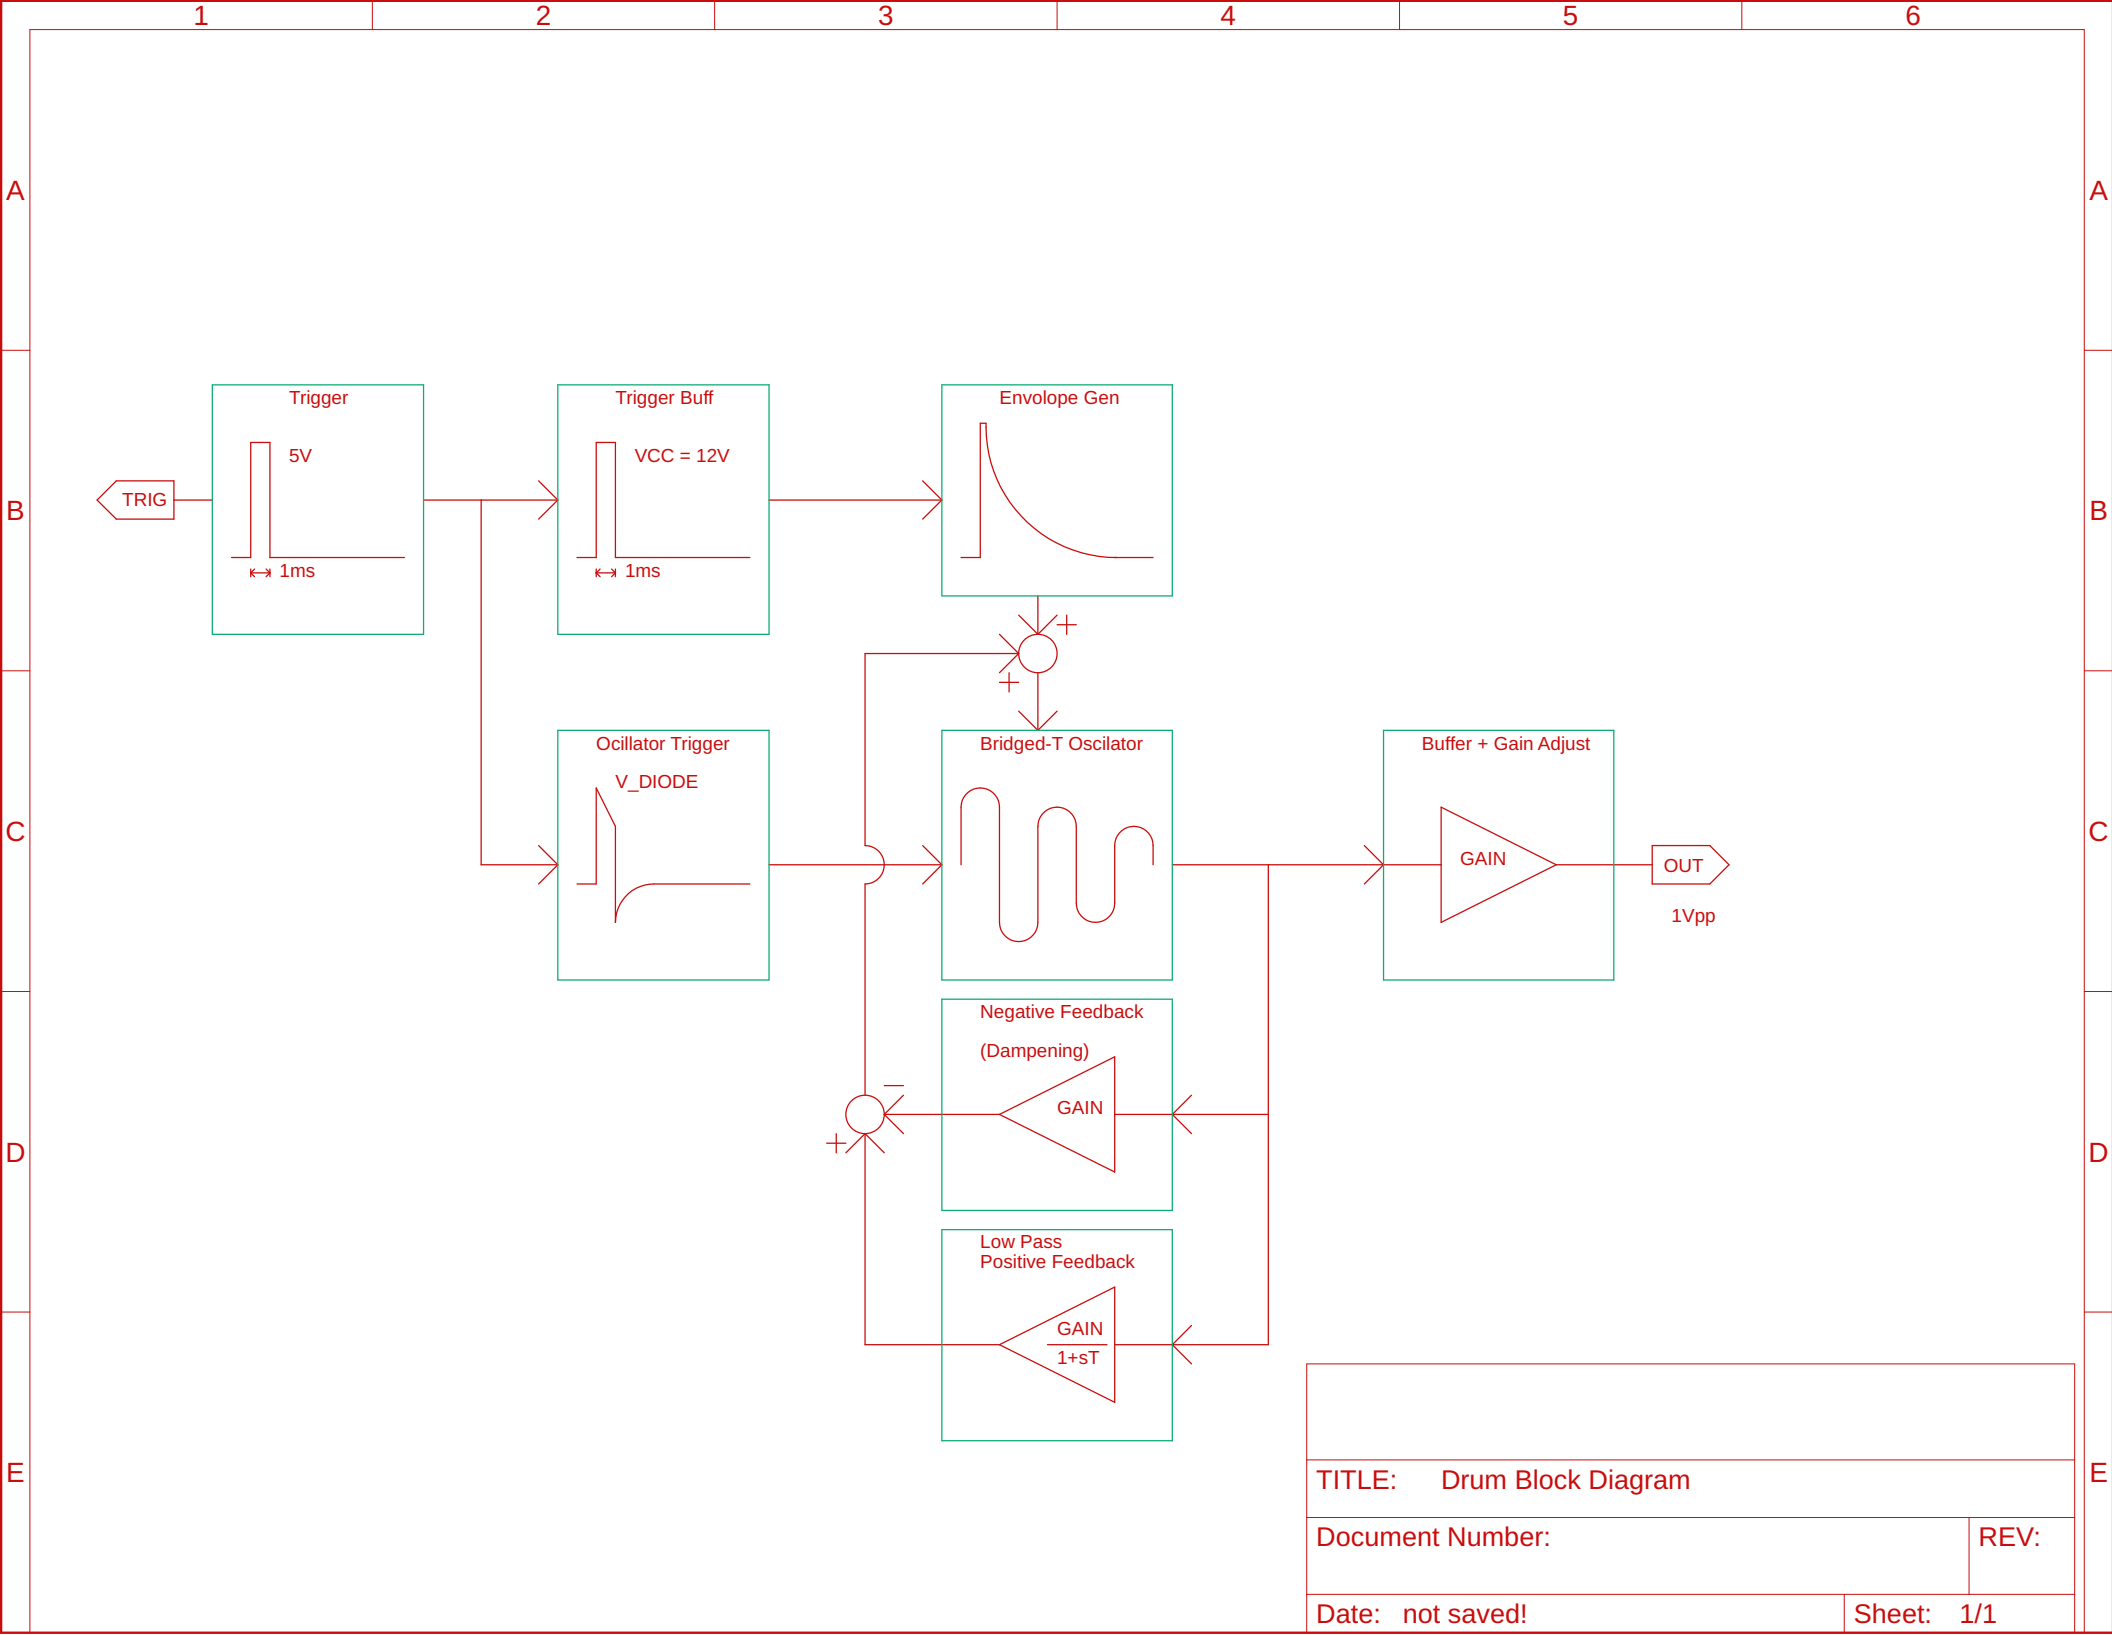 1 2 3 4 5 6
A A
Trigger
5V
1ms
Trigger Buff
VCC = 12V
1ms
Envolope Gen
TRIG
B B
+
+
Ocillator Trigger
V_DIODE
Bridged-T Oscilator
Buffer + Gain Adjust
GAIN
OUT
1Vpp
C C
Negative Feedback
(Dampening)
GAIN
−
+
D D
Low Pass
Positive Feedback
GAIN
1+sT
E E
TITLE: Drum Block Diagram
Document Number:
REV:
Date: not saved!
Sheet: 1/1